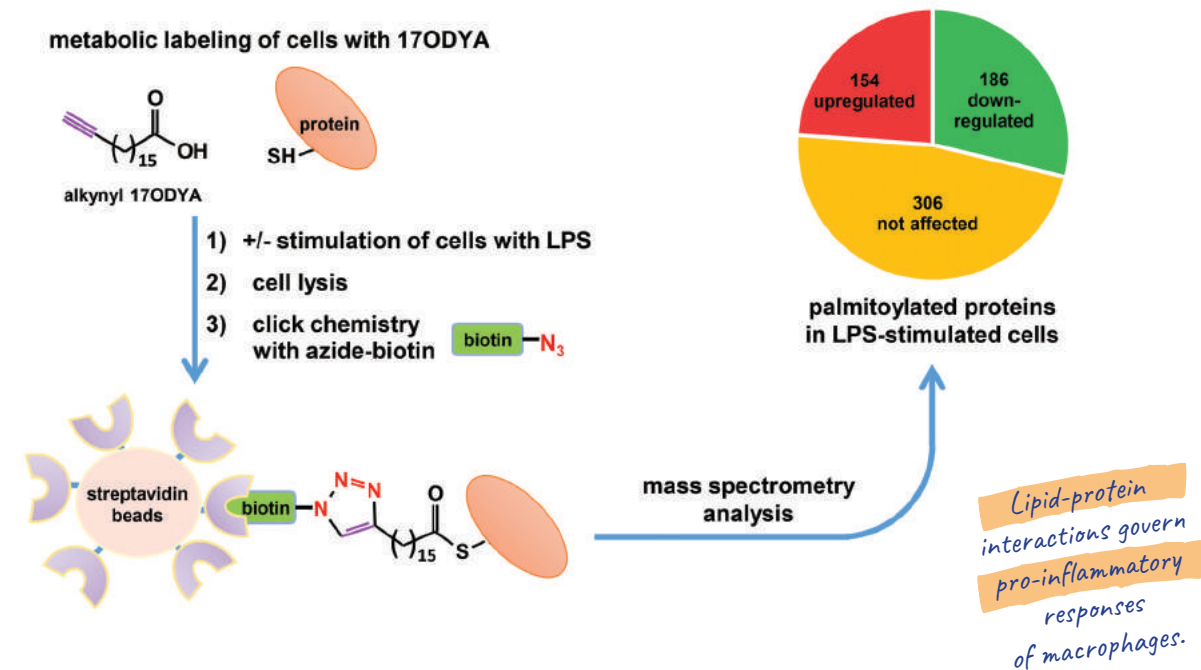 metabolic labeling of cells with 17ODYA
O
OH
15
alkynyl 17ODYA
protein
SH
1) +/- stimulation of cells with LPS
2) cell lysis
3) click chemistry
with azide-biotin
biotin
N3
streptavidin
beads
biotin
N
N
N
15
O
S
mass spectrometry
analysis
154
upregulated
186
down-
regulated
306
not affected
palmitoylated proteins
in LPS-stimulated cells
Lipid-protein
interactions govern
pro-inflammatory
responses
of macrophages.